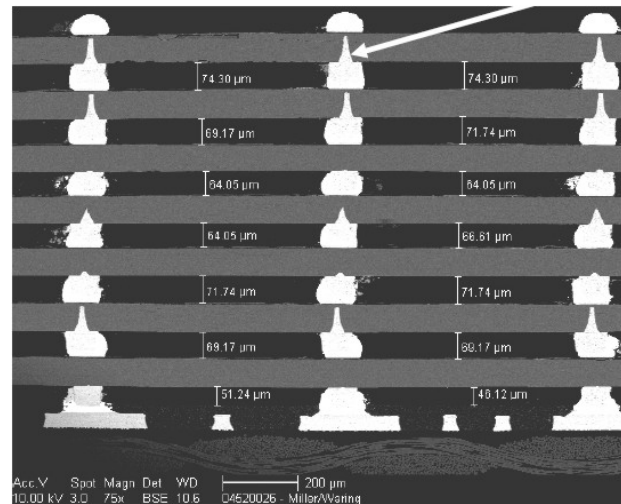 74.30 µm 74.30 µm
69.17 µm 71.74 µm
64.05 µm 64.05 µm
64.05 µm 66.61 µm
71.74 µm 71.74 µm
69.17 µm 69.17 µm
51.24 µm 46.12 µm
Acc.V Spot Magn Det WD 200 µm
10.00 kV 3.0 75x BSE 10.6 04520026 - Miller/Waring